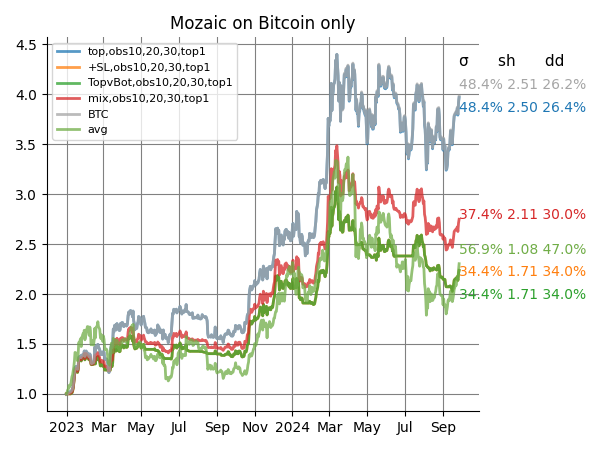 Mozaic on Bitcoin only
top,obs10,20,30,top1
+SL,obs10,20,30,top1
TopvBot,obs10,20,30,top1
mix,obs10,20,30,top1
BTC
avg
σ sh dd
48.4% 2.51 26.2%
48.4% 2.50 26.4%
37.4% 2.11 30.0%
56.9% 1.08 47.0%
34.4% 1.71 34.0%
34.4% 1.71 34.0%
4.5
4.0
3.5
3.0
2.5
2.0
1.5
1.0
2023 Mar May Jul Sep Nov 2024 Mar May Jul Sep